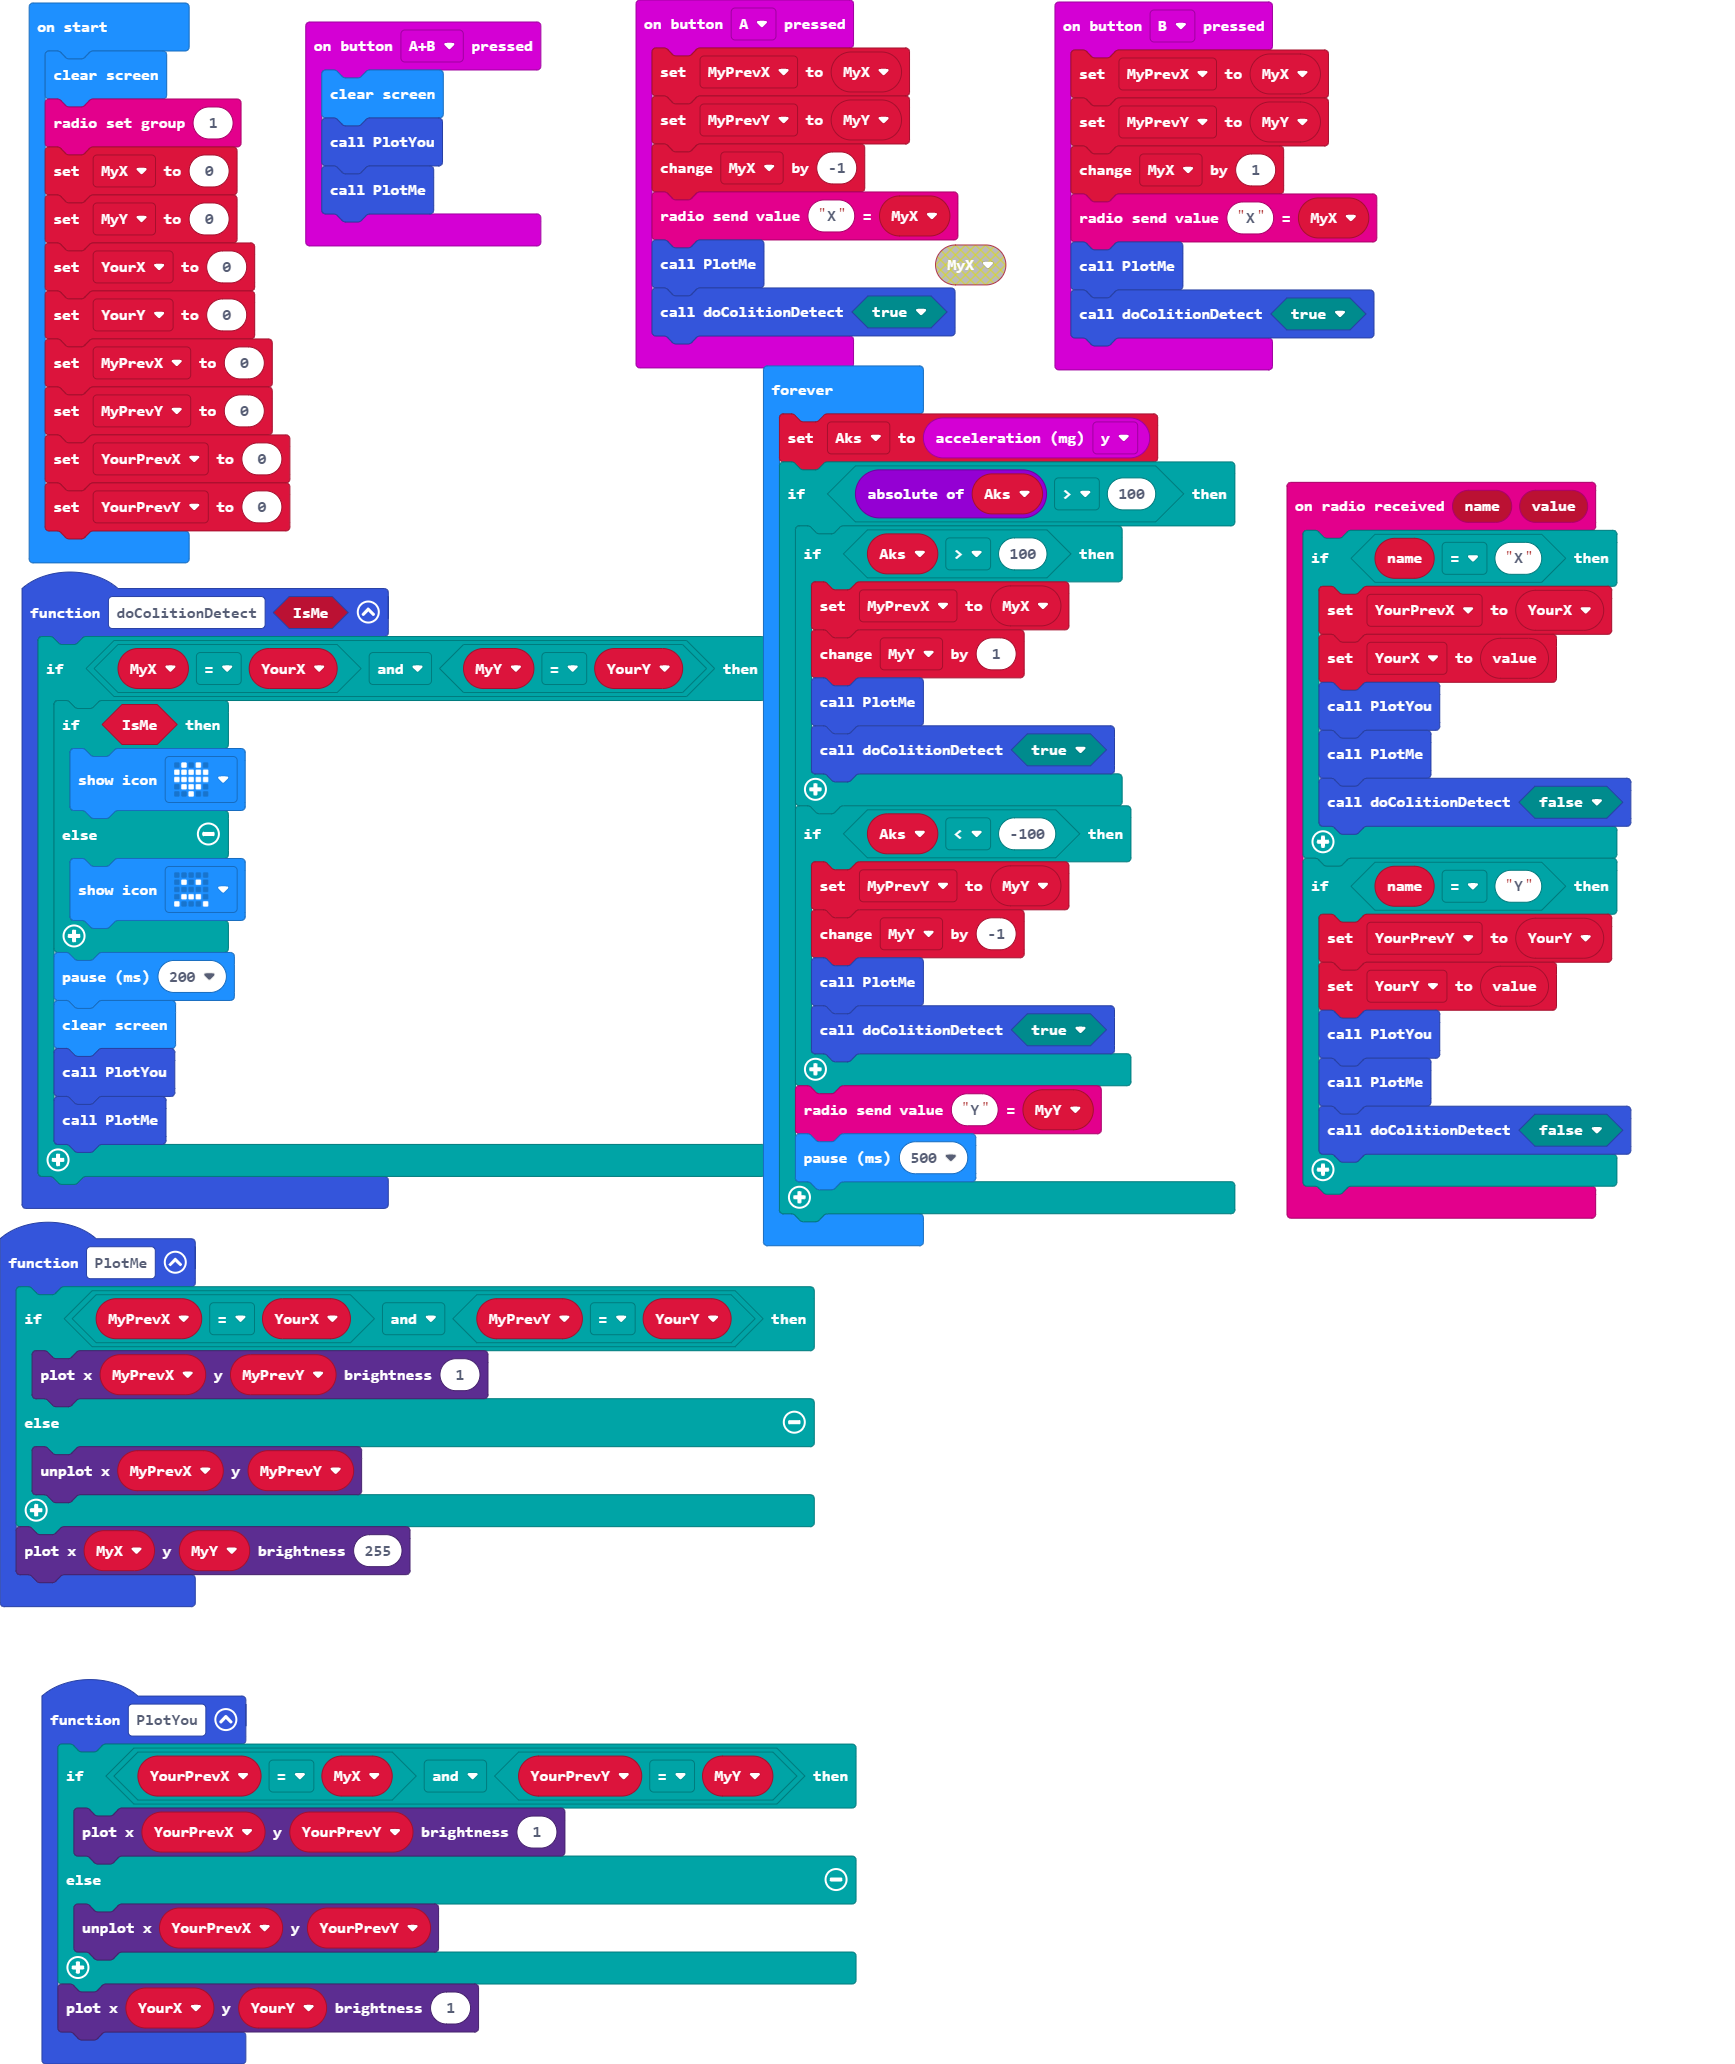 on start
clear screen
radio set group 1
set MyX to 0
set MyY to 0
set YourX to 0
set YourY to 0
set MyPrevX to 0
set MyPrevY to 0
set YourPrevX to 0
set YourPrevY to 0
on button A+B pressed
clear screen
call PlotYou
call PlotMe
on button A pressed
set MyPrevX to MyX
set MyPrevY to MyY
change MyX by -1
radio send value "X" = MyX
call PlotMe
call doColitionDetect true
MyX
on button B pressed
set MyPrevX to MyX
set MyPrevY to MyY
change MyX by 1
radio send value "X" = MyX
call PlotMe
call doColitionDetect true
function doColitionDetect IsMe
if MyX = YourX and MyY = YourY then
if IsMe then
show icon
else
show icon
pause (ms) 200
clear screen
call PlotYou
call PlotMe
forever
set Aks to acceleration (mg) y
if absolute of Aks > 100 then
if Aks > 100 then
set MyPrevX to MyX
change MyY by 1
call PlotMe
call doColitionDetect true
if Aks < -100 then
set MyPrevY to MyY
change MyY by -1
call PlotMe
call doColitionDetect true
radio send value "Y" = MyY
pause (ms) 500
on radio received name value
if name = "X" then
set YourPrevX to YourX
set YourX to value
call PlotYou
call PlotMe
call doColitionDetect false
if name = "Y" then
set YourPrevY to YourY
set YourY to value
call PlotYou
call PlotMe
call doColitionDetect false
function PlotMe
if MyPrevX = YourX and MyPrevY = YourY then
plot x MyPrevX y MyPrevY brightness 1
else
unplot x MyPrevX y MyPrevY
plot x MyX y MyY brightness 255
function PlotYou
if YourPrevX = MyX and YourPrevY = MyY then
plot x YourPrevX y YourPrevY brightness 1
else
unplot x YourPrevX y YourPrevY
plot x YourX y YourY brightness 1